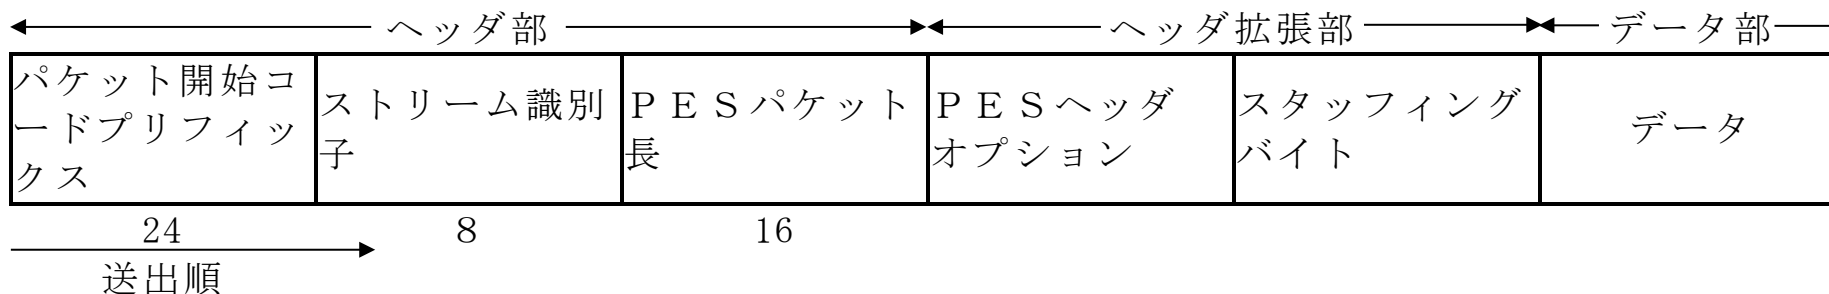 ヘッダ部 ヘッダ拡張部 データ部
パケット開始コ
ードプリフィッ
クス
ストリーム識別
子
ＰＥＳパケット
長
ＰＥＳヘッダ
オプション
スタッフィング
バイト
データ
24 8 16
送出順